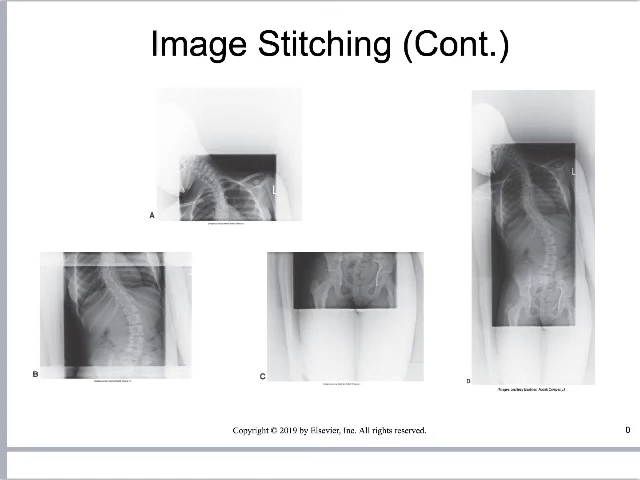 Image Stitching (Cont.)
L
A
L
B
C
D
Copyright © 2019 by Elsevier, Inc. All rights reserved.
0